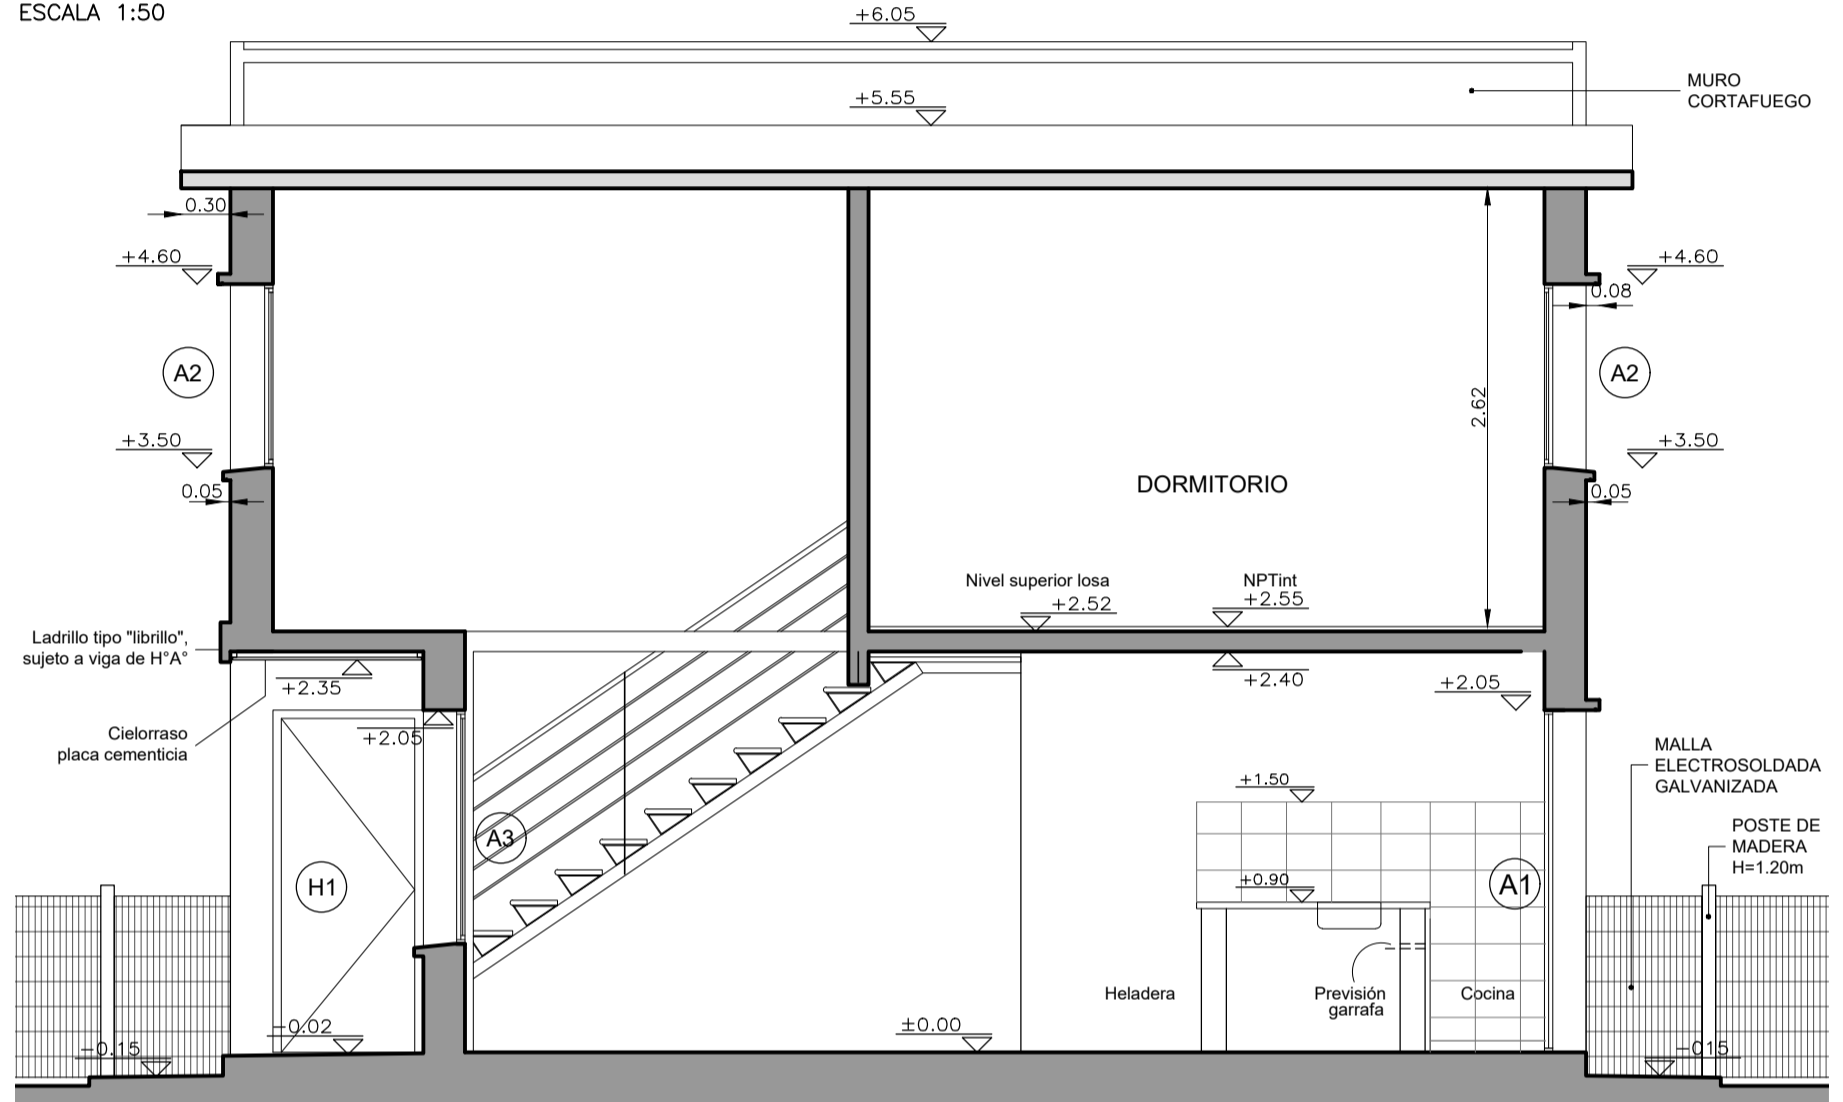 ESCALA 1:50
+6.05
+5.55
MURO
CORTAFUEGO
0.30
+4.60
+4.60
0.08
A2
A2
2.62
+3.50
+3.50
0.05
0.05
DORMITORIO
Nivel superior losa
+2.52
NPTint
+2.55
Ladrillo tipo "librillo",
sujeto a viga de H°A°
+2.35
+2.40
+2.05
Cielorraso
placa cementicia
+2.05
MALLA
ELECTROSOLDADA
GALVANIZADA
+1.50
POSTE DE
MADERA
H=1.20m
A3
H1
+0.90
A1
Heladera
Previsión
garrafa
Cocina
-0.02
±0.00
-0.15
-015